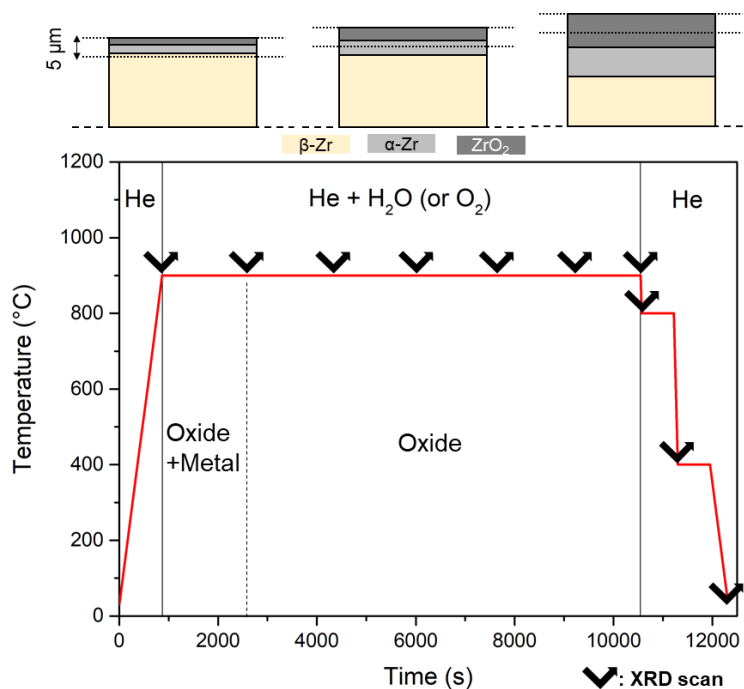 5 µm
β-Zr α-Zr ZrO₂
He He + H₂O (or O₂) He
Oxide
+Metal
Oxide
Temperature (°C)
1200
1000
800
600
400
200
0
0 2000 4000 6000 8000 10000 12000
Time (s)
: XRD scan